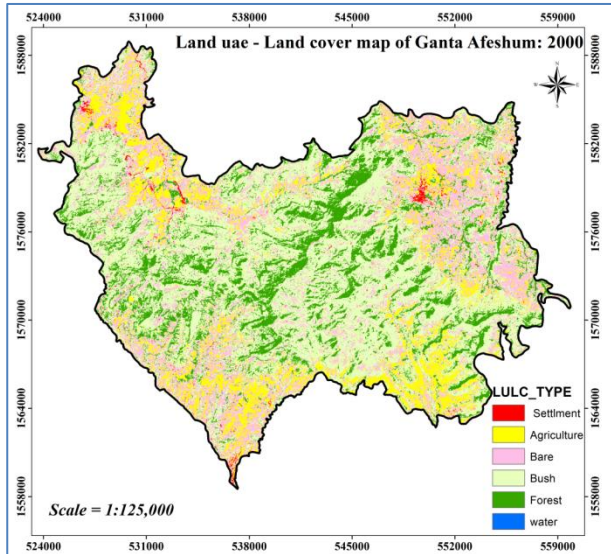 524000 531000 538000 545000 552000 559000
Land uae - Land cover map of Ganta Afeshum: 2000
1588000 1588000
1582000 1582000
1576000 1576000
1570000 1570000
1564000 1564000
1558000 1558000
LULC_TYPE
Settlment
Agriculture
Bare
Bush
Forest
water
Scale = 1:125,000
524000 531000 538000 545000 552000 559000